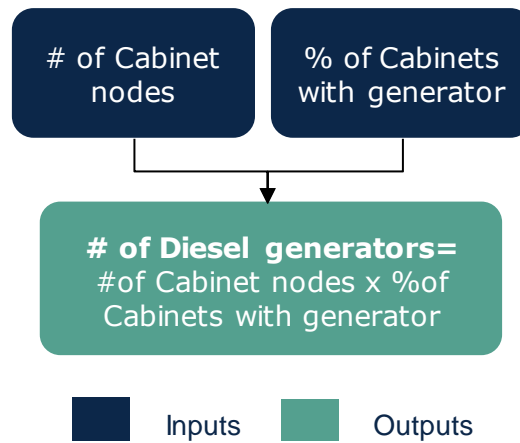 # of Cabinet
nodes
% of Cabinets
with generator
# of Diesel generators=
#of Cabinet nodes x %of
Cabinets with generator
Inputs
Outputs